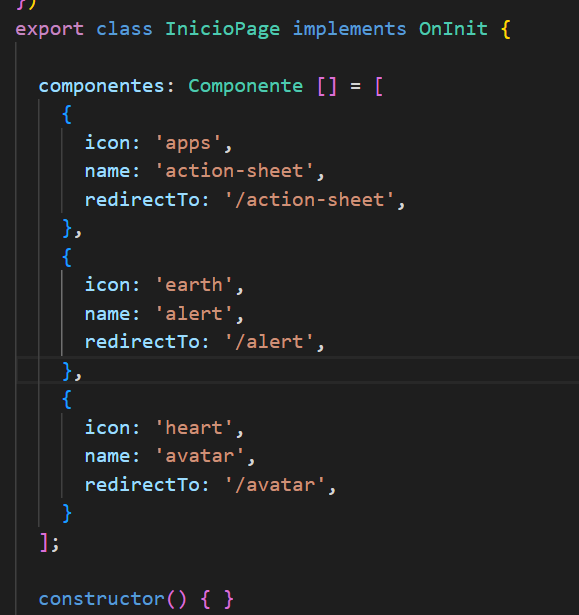 })
export class InicioPage implements OnInit {
componentes: Componente [] = [
{
icon: 'apps',
name: 'action-sheet',
redirectTo: '/action-sheet',
},
{
icon: 'earth',
name: 'alert',
redirectTo: '/alert',
},
{
icon: 'heart',
name: 'avatar',
redirectTo: '/avatar',
}
];
constructor() { }